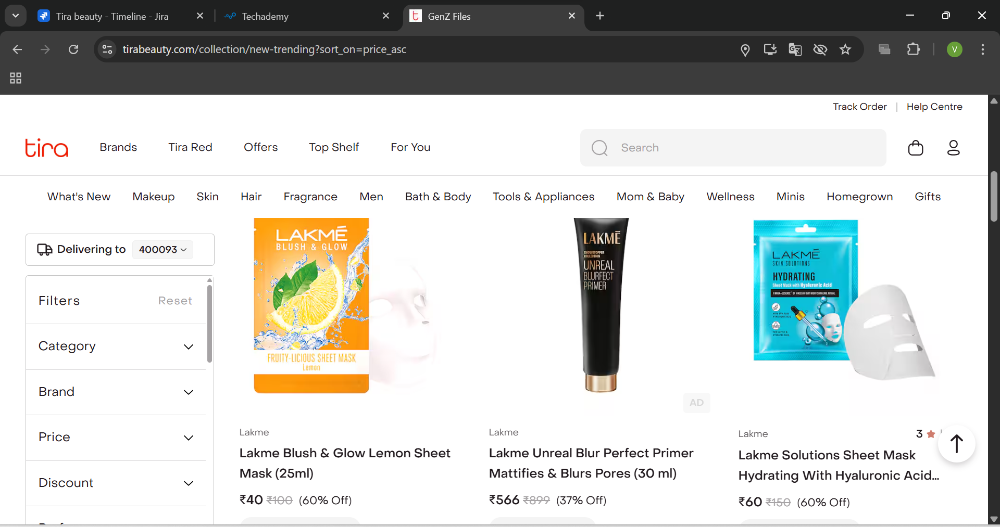 Tira beauty - Timeline - Jira
Techademy
GenZ Files
tirabeauty.com/collection/new-trending?sort_on=price_asc
V
Track Order
Help Centre
tira
Brands
Tira Red
Offers
Top Shelf
For You
Search
What's New
Makeup
Skin
Hair
Fragrance
Men
Bath & Body
Tools & Appliances
Mom & Baby
Wellness
Minis
Homegrown
Gifts
Delivering to 400093
Filters
Reset
Category
Brand
Price
Discount
LAKMÉ
BLUSH & GLOW
FRUITY-LICIOUS SHEET MASK
Lemon
LAKMÉ
SHOWSTOPPER
COLLECTION
UNREAL
BLURFECT
PRIMER
AD
LAKMÉ
SKIN SOLUTIONS
HYDRATING
Sheet Mask with Hyaluronic Acid
Lakme
Lakme Blush & Glow Lemon Sheet
Mask (25ml)
₹40 ₹100 (60% Off)
Lakme
Lakme Unreal Blur Perfect Primer
Mattifies & Blurs Pores (30 ml)
₹566 ₹899 (37% Off)
Lakme
3
Lakme Solutions Sheet Mask
Hydrating With Hyaluronic Acid...
₹60 ₹150 (60% Off)